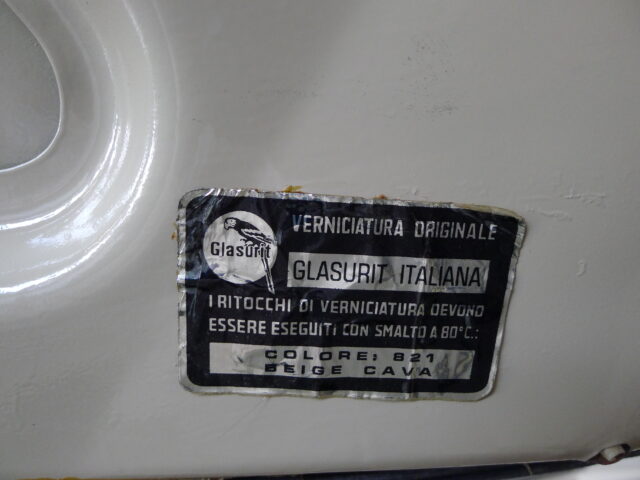 Glasurit
VERNICIATURA ORIGINALE
GLASURIT ITALIANA
I RITOCCHI DI VERNICIATURA DEVONO
ESSERE ESEGUITI CON SMALTO A 80°C.:
COLORE: 821
BEIGE CAVA